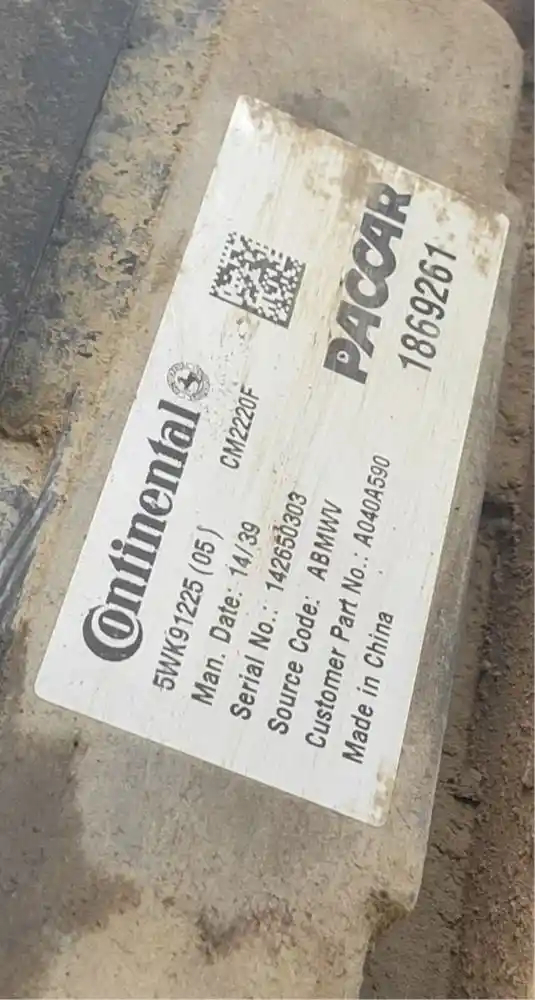 Continental
5WK91225 (05)
CM2220F
Man. Date: 14/39
Serial No.: 142650303
Source Code: ABMWV
Customer Part No.: A040A590
Made in China
PACCAR
1869261